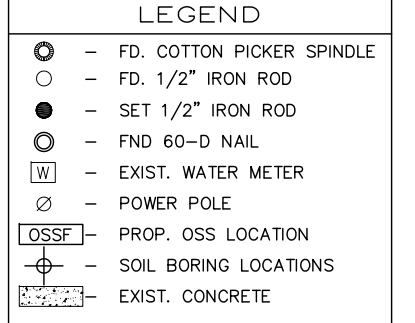 LEGEND
– FD. COTTON PICKER SPINDLE
– FD. 1/2” IRON ROD
– SET 1/2” IRON ROD
– FND 60–D NAIL
W – EXIST. WATER METER
– POWER POLE
OSSF – PROP. OSS LOCATION
– SOIL BORING LOCATIONS
– EXIST. CONCRETE